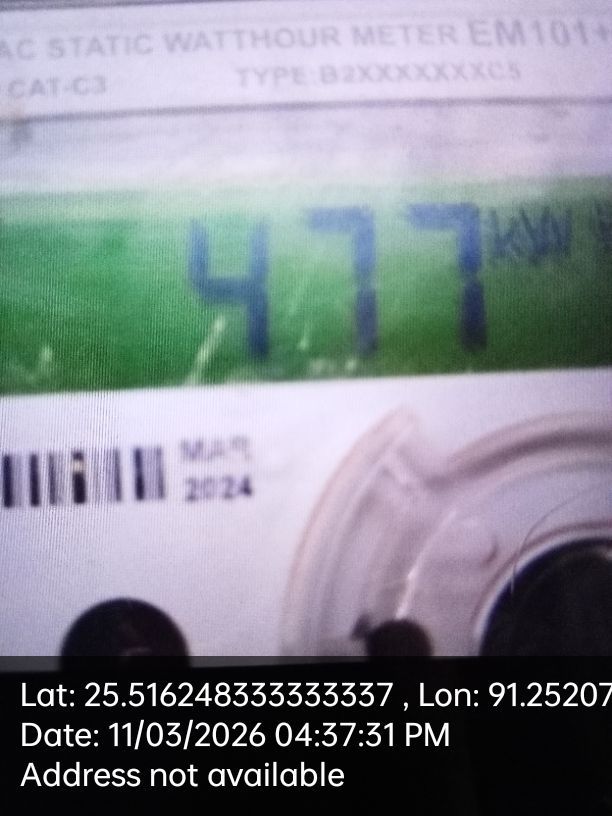 AC STATIC WATTHOUR METER EM101+
CAT-C3 TYPE:B2XXXXXXXC5
477 kW
MAR
2024
Lat: 25.516248333333337 , Lon: 91.25207
Date: 11/03/2026 04:37:31 PM
Address not available